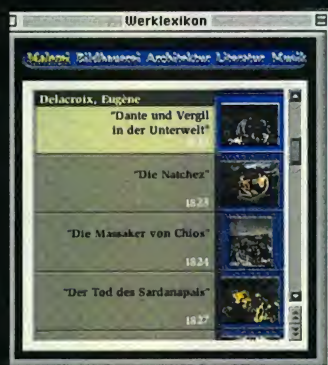 Werklexikon
Malerei Bildhauerei Architektur Literatur Musik
Delacroix, Eugène
"Dante und Vergil
in der Unterwelt"
"Die Natchez"
1823
"Die Massaker von Chios"
1824
"Der Tod des Sardanapals"
1827